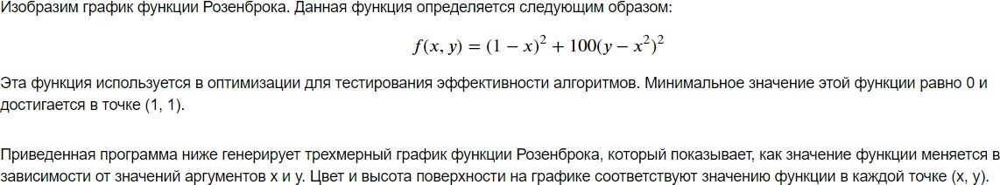 Изобразим график функции Розенброка. Данная функция определяется следующим образом:
f(x, y) = (1 − x)² + 100(y − x²)²
Эта функция используется в оптимизации для тестирования эффективности алгоритмов. Минимальное значение этой функции равно 0 и
достигается в точке (1, 1).
Приведенная программа ниже генерирует трехмерный график функции Розенброка, который показывает, как значение функции меняется в
зависимости от значений аргументов x и y. Цвет и высота поверхности на графике соответствуют значению функции в каждой точке (x, y).